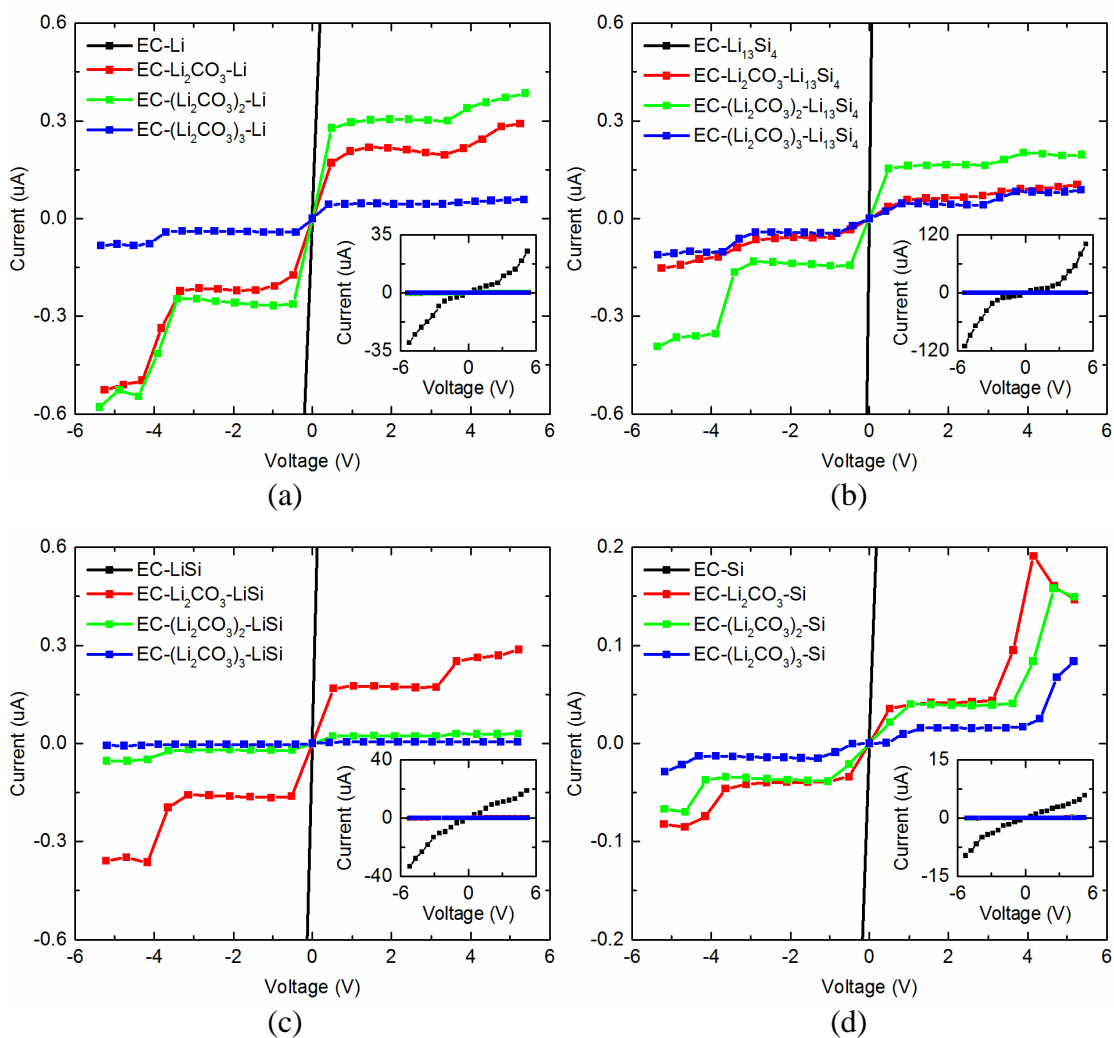 0.6
0.3
0.0
-0.3
-0.6
Current (uA)
EC-Li
EC-Li₂CO₃-Li
EC-(Li₂CO₃)₂-Li
EC-(Li₂CO₃)₃-Li
35
0
-35
Current (uA)
-6 0 6
Voltage (V)
-6 -4 -2 0 2 4 6
Voltage (V)
(a)
0.6
0.3
0.0
-0.3
-0.6
Current (uA)
EC-Li₁₃Si₄
EC-Li₂CO₃-Li₁₃Si₄
EC-(Li₂CO₃)₂-Li₁₃Si₄
EC-(Li₂CO₃)₃-Li₁₃Si₄
120
0
-120
Current (uA)
-6 0 6
Voltage (V)
-6 -4 -2 0 2 4 6
Voltage (V)
(b)
0.6
0.3
0.0
-0.3
-0.6
Current (uA)
EC-LiSi
EC-Li₂CO₃-LiSi
EC-(Li₂CO₃)₂-LiSi
EC-(Li₂CO₃)₃-LiSi
40
0
-40
Current (uA)
-6 0 6
Voltage (V)
-6 -4 -2 0 2 4 6
Voltage (V)
(c)
0.2
0.1
0.0
-0.1
-0.2
Current (uA)
EC-Si
EC-Li₂CO₃-Si
EC-(Li₂CO₃)₂-Si
EC-(Li₂CO₃)₃-Si
15
0
-15
Current (uA)
-6 0 6
Voltage (V)
-6 -4 -2 0 2 4 6
Voltage (V)
(d)